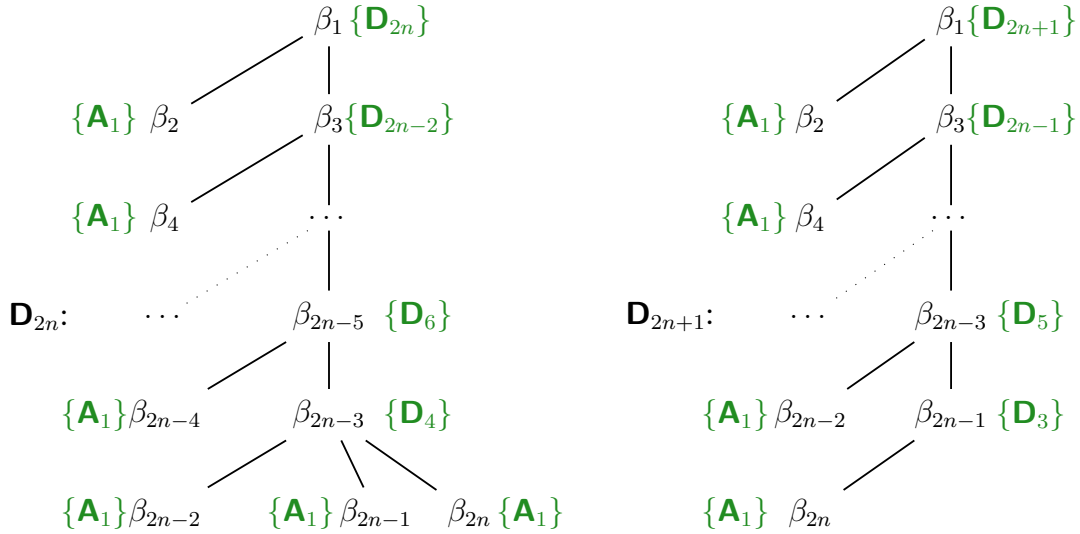 β₁ {D₂ₙ} β₁ {D₂ₙ₊₁}
{A₁} β₂ β₃ {D₂ₙ₋₂} {A₁} β₂ β₃ {D₂ₙ₋₁}
{A₁} β₄ ⋯ {A₁} β₄ ⋯
D₂ₙ: ⋯ β₂ₙ₋₅ {D₆} D₂ₙ₊₁: ⋯ β₂ₙ₋₃ {D₅}
{A₁} β₂ₙ₋₄ β₂ₙ₋₃ {D₄} {A₁} β₂ₙ₋₂ β₂ₙ₋₁ {D₃}
{A₁} β₂ₙ₋₂ {A₁} β₂ₙ₋₁ β₂ₙ {A₁} {A₁} β₂ₙ